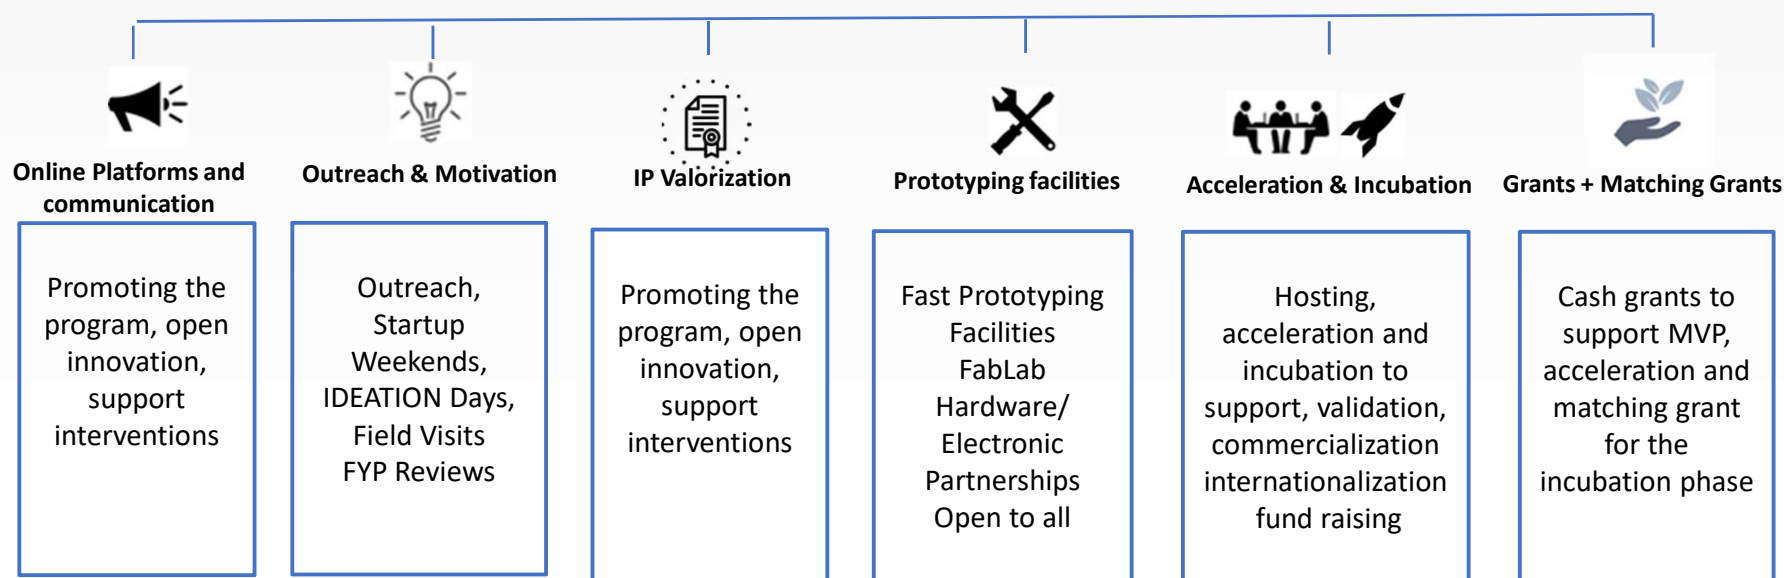 Online Platforms and
communication
Promoting the
program, open
innovation,
support
interventions
Outreach & Motivation
Outreach,
Startup
Weekends,
IDEATION Days,
Field Visits
FYP Reviews
IP Valorization
Promoting the
program, open
innovation,
support
interventions
Prototyping facilities
Fast Prototyping
Facilities
FabLab
Hardware/
Electronic
Partnerships
Open to all
Acceleration & Incubation
Hosting,
acceleration and
incubation to
support, validation,
commercialization
internationalization
fund raising
Grants + Matching Grants
Cash grants to
support MVP,
acceleration and
matching grant
for the
incubation phase